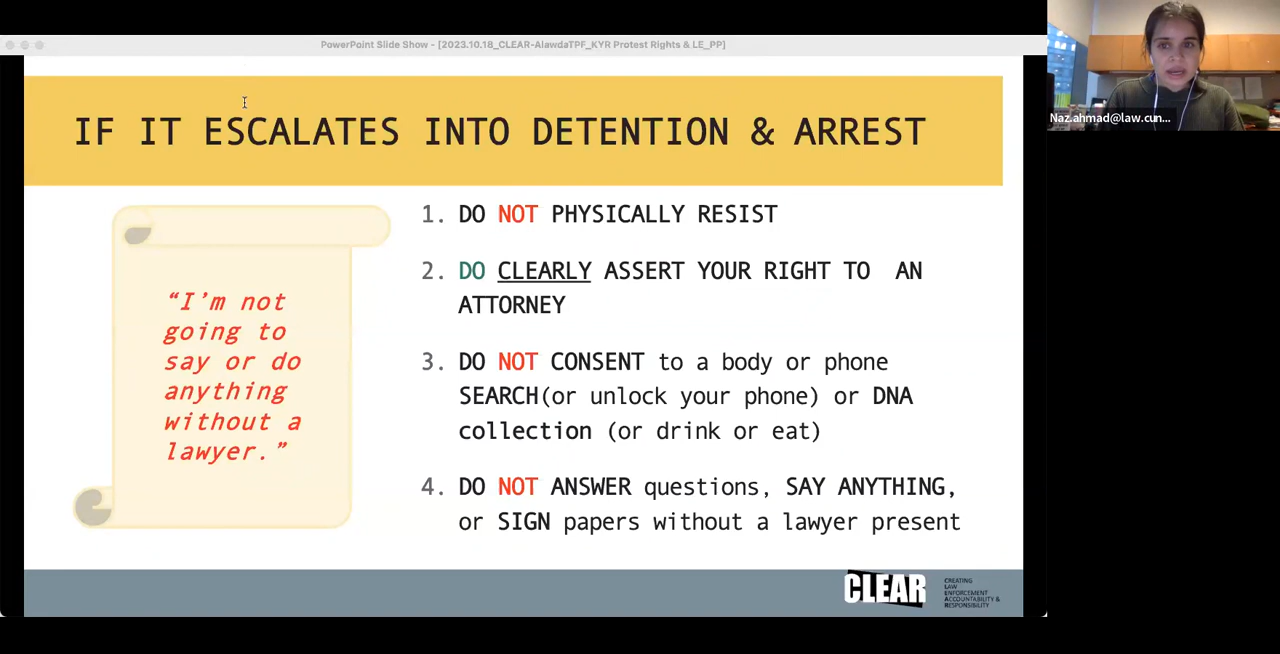 PowerPoint Slide Show - [2023.10.18_CLEAR-AlawdaTPF_KYR Protest Rights & LE_PP]
Naz.ahmad@law.cun...
IF IT ESCALATES INTO DETENTION & ARREST
“I’m not
going to
say or do
anything
without a
lawyer.”
1. DO NOT PHYSICALLY RESIST
2. DO CLEARLY ASSERT YOUR RIGHT TO AN
ATTORNEY
3. DO NOT CONSENT to a body or phone
SEARCH(or unlock your phone) or DNA
collection (or drink or eat)
4. DO NOT ANSWER questions, SAY ANYTHING,
or SIGN papers without a lawyer present
CLEAR
CREATING
LAW
ENFORCEMENT
ACCOUNTABILITY &
RESPONSIBILITY